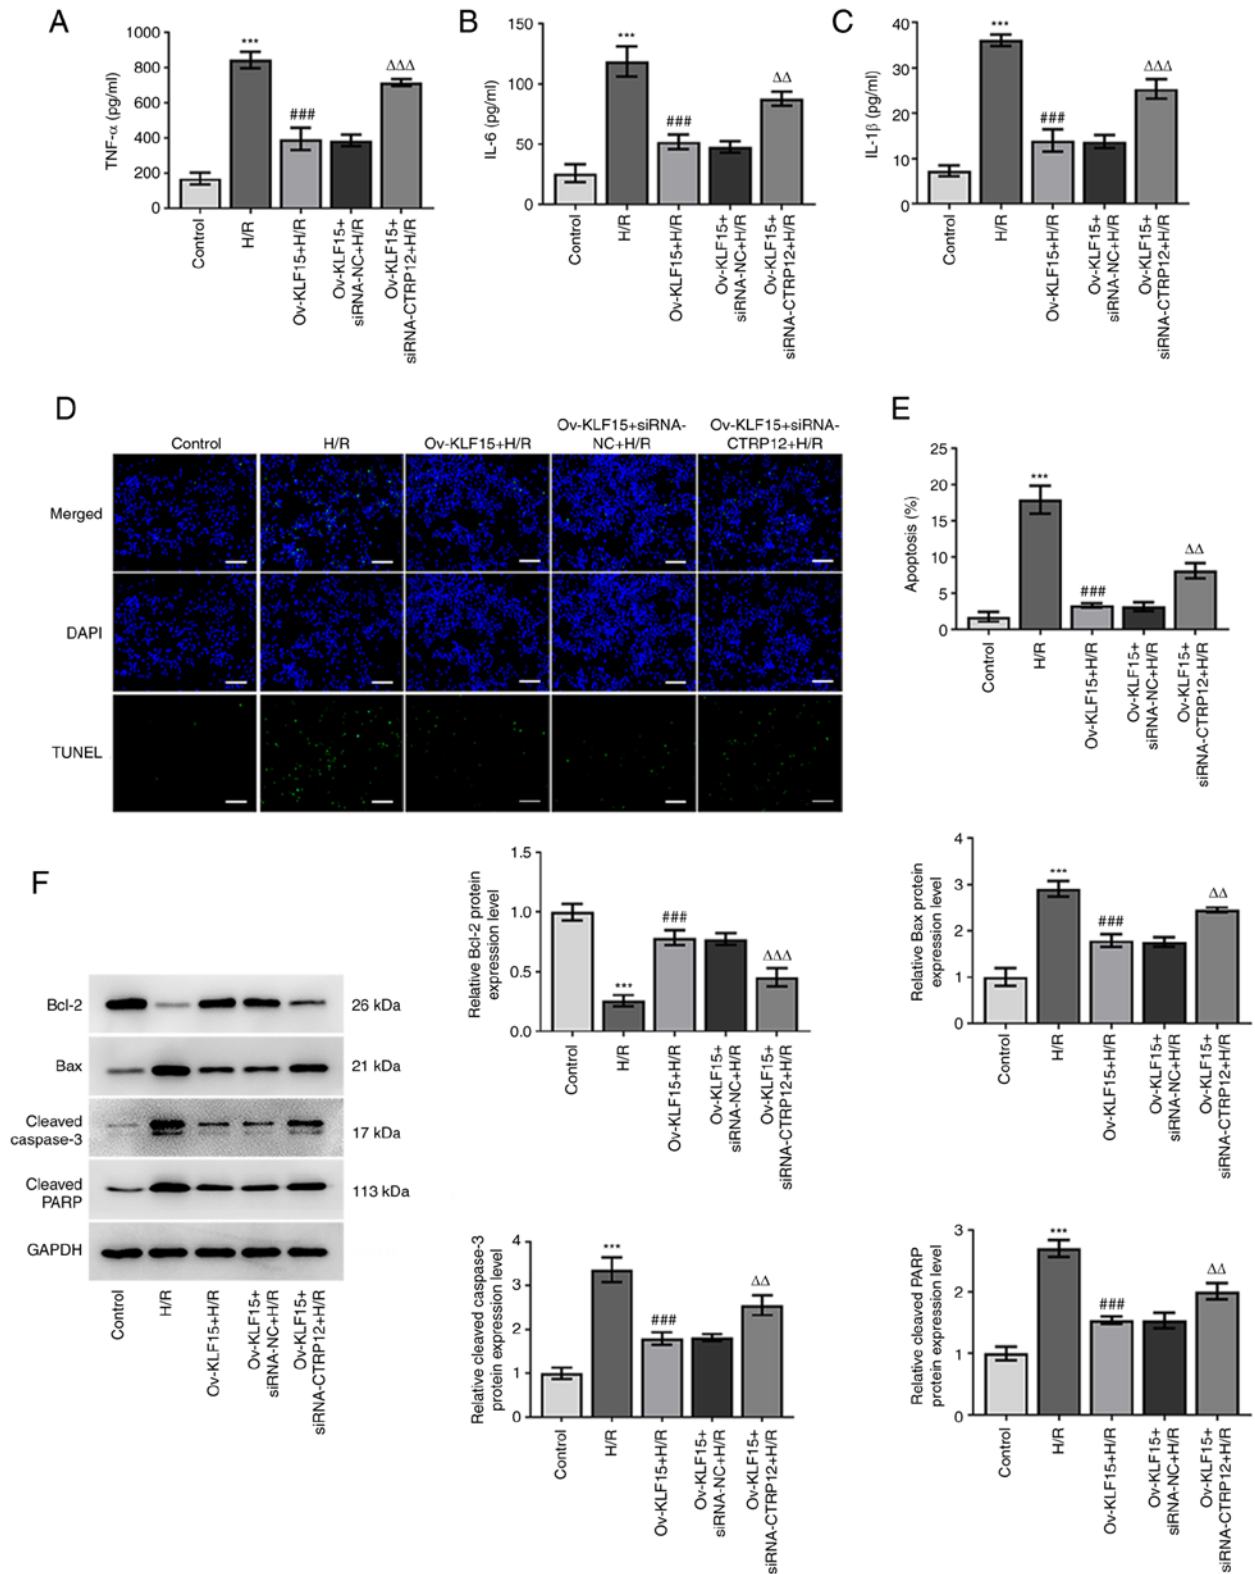 A
TNF-α (pg/ml)
1000
800
600
400
200
0
***
###
ΔΔΔ
Control
H/R
Ov-KLF15+H/R
Ov-KLF15+
siRNA-NC+H/R
Ov-KLF15+
siRNA-CTRP12+H/R
B
IL-6 (pg/ml)
150
100
50
0
***
###
ΔΔ
Control
H/R
Ov-KLF15+H/R
Ov-KLF15+
siRNA-NC+H/R
Ov-KLF15+
siRNA-CTRP12+H/R
C
IL-1β (pg/ml)
40
30
20
10
0
***
###
ΔΔΔ
Control
H/R
Ov-KLF15+H/R
Ov-KLF15+
siRNA-NC+H/R
Ov-KLF15+
siRNA-CTRP12+H/R
D
Control
H/R
Ov-KLF15+H/R
Ov-KLF15+siRNA-
NC+H/R
Ov-KLF15+siRNA-
CTRP12+H/R
Merged
DAPI
TUNEL
E
Apoptosis (%)
25
20
15
10
5
0
***
###
ΔΔ
Control
H/R
Ov-KLF15+H/R
Ov-KLF15+
siRNA-NC+H/R
Ov-KLF15+
siRNA-CTRP12+H/R
F
Bcl-2
26 kDa
Bax
21 kDa
Cleaved
caspase-3
17 kDa
Cleaved
PARP
113 kDa
GAPDH
Control
H/R
Ov-KLF15+H/R
Ov-KLF15+
siRNA-NC+H/R
Ov-KLF15+
siRNA-CTRP12+H/R
Relative Bcl-2 protein
expression level
1.5
1.0
0.5
0.0
***
###
ΔΔΔ
Control
H/R
Ov-KLF15+H/R
Ov-KLF15+
siRNA-NC+H/R
Ov-KLF15+
siRNA-CTRP12+H/R
Relative Bax protein
expression level
4
3
2
1
0
***
###
ΔΔ
Control
H/R
Ov-KLF15+H/R
Ov-KLF15+
siRNA-NC+H/R
Ov-KLF15+
siRNA-CTRP12+H/R
Relative cleaved caspase-3
protein expression level
4
3
2
1
0
***
###
ΔΔ
Control
H/R
Ov-KLF15+H/R
Ov-KLF15+
siRNA-NC+H/R
Ov-KLF15+
siRNA-CTRP12+H/R
Relative cleaved PARP
protein expression level
3
2
1
0
***
###
ΔΔ
Control
H/R
Ov-KLF15+H/R
Ov-KLF15+
siRNA-NC+H/R
Ov-KLF15+
siRNA-CTRP12+H/R